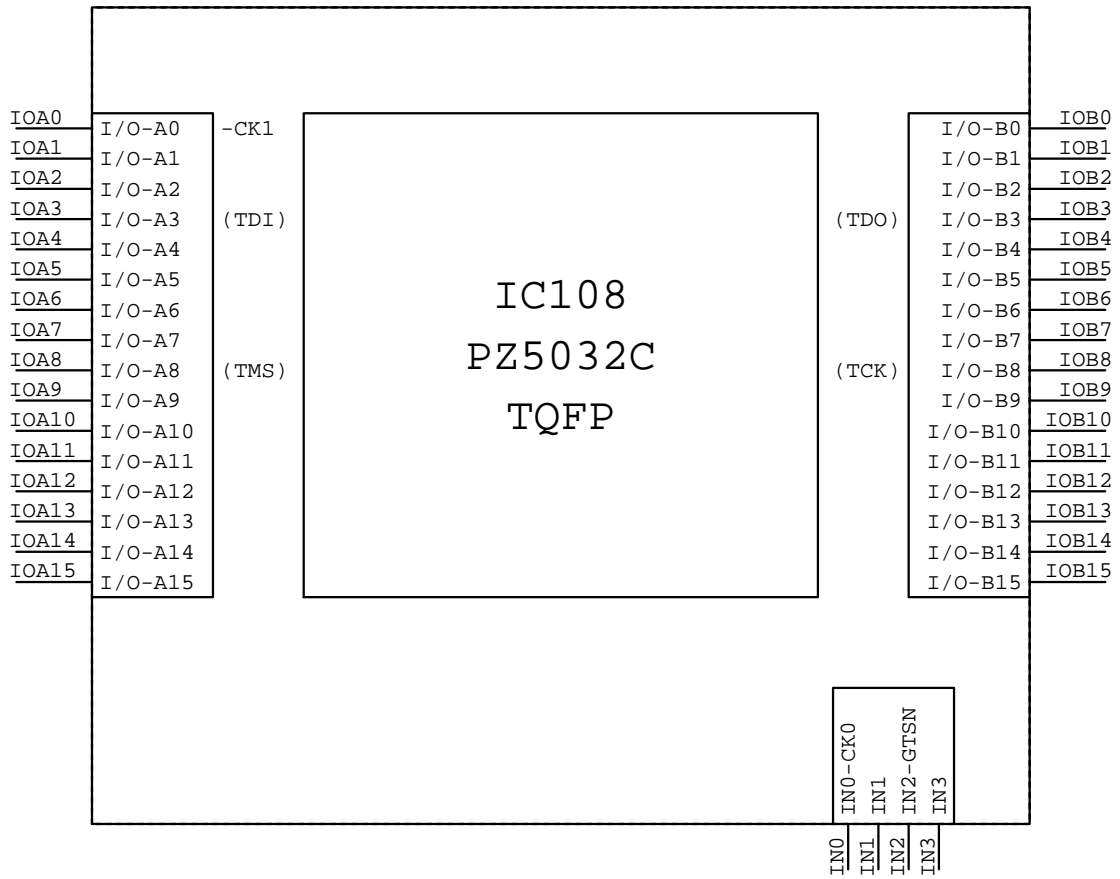 IOA0 I/O-A0 -CK1 I/O-B0 IOB0
IOA1 I/O-A1 I/O-B1 IOB1
IOA2 I/O-A2 I/O-B2 IOB2
IOA3 I/O-A3 (TDI) (TDO) I/O-B3 IOB3
IOA4 I/O-A4 I/O-B4 IOB4
IOA5 I/O-A5 I/O-B5 IOB5
IC108
IOA6 I/O-A6 I/O-B6 IOB6
IOA7 I/O-A7 I/O-B7 IOB7
PZ5032C
IOA8 I/O-A8 (TMS) (TCK) I/O-B8 IOB8
IOA9 I/O-A9 I/O-B9 IOB9
TQFP
IOA10 I/O-A10 I/O-B10 IOB10
IOA11 I/O-A11 I/O-B11 IOB11
IOA12 I/O-A12 I/O-B12 IOB12
IOA13 I/O-A13 I/O-B13 IOB13
IOA14 I/O-A14 I/O-B14 IOB14
IOA15 I/O-A15 I/O-B15 IOB15
IN0-CK0
IN1
IN2-GTSN
IN3
IN0
IN1
IN2
IN3